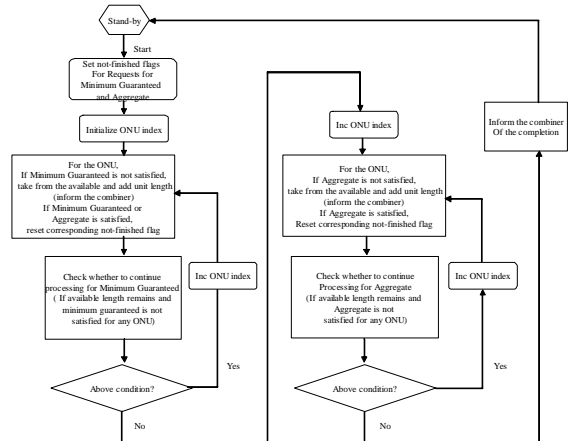 Stand-by
Start
Set not-finished flags
For Requests for
Minimum Guaranteed
and Aggregate
Initialize ONU index
For the ONU,
If Minimum Guaranteed is not satisfied,
take from the available and add unit length
(inform the combiner)
If Minimum Guaranteed or
Aggregate is satisfied,
reset corresponding not-finished flag
Check whether to continue
processing for Minimum Guaranteed
( If available length remains and
minimum guaranteed is not
satisfied for any ONU)
Inc ONU index
Above condition?
Yes
No
Inc ONU index
For the ONU,
If Aggregate is not satisfied,
take from the available and add unit length
(inform the combiner)
If Aggregate is satisfied,
Reset corresponding not-finished flag
Check whether to continue
Processing for Aggregate
(If available length remains and
Aggregate is not
satisfied for any ONU)
Inc ONU index
Above condition?
Yes
No
Inform the combiner
Of the completion